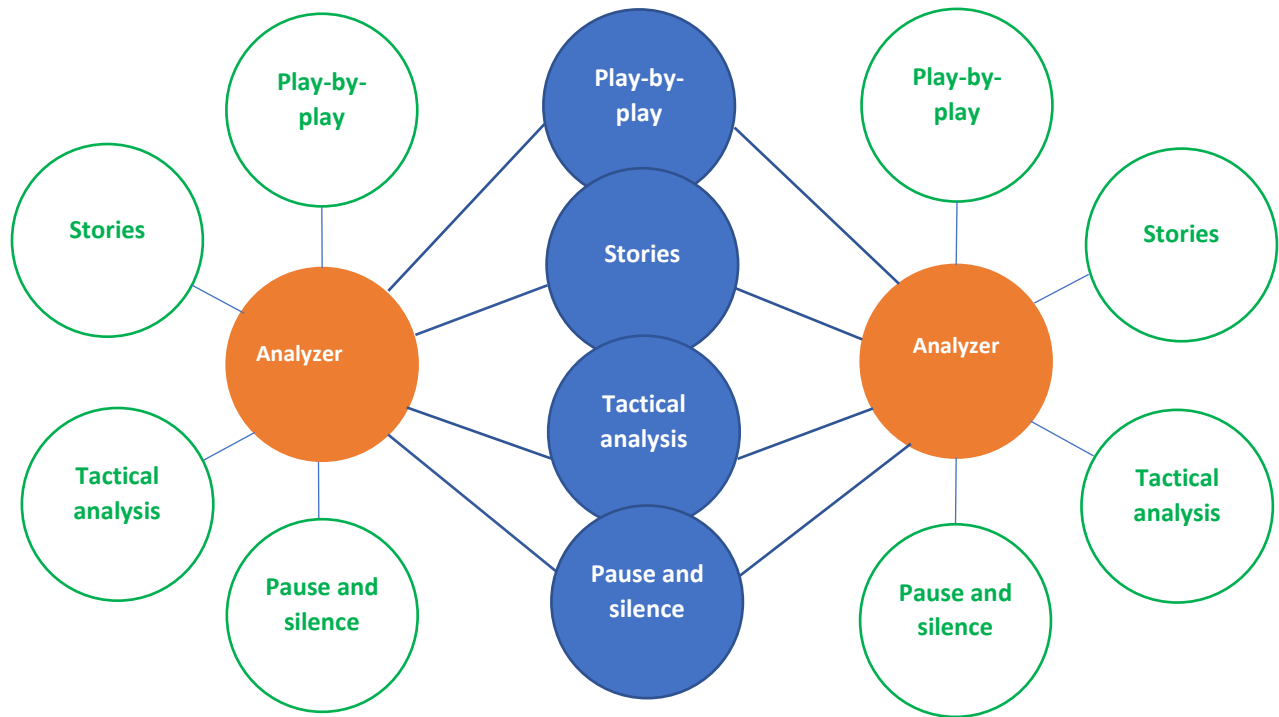 Play-by-
play
Stories
Analyzer
Tactical
analysis
Pause and
silence
Play-by-
play
Stories
Tactical
analysis
Pause and
silence
Play-by-
play
Stories
Analyzer
Tactical
analysis
Pause and
silence